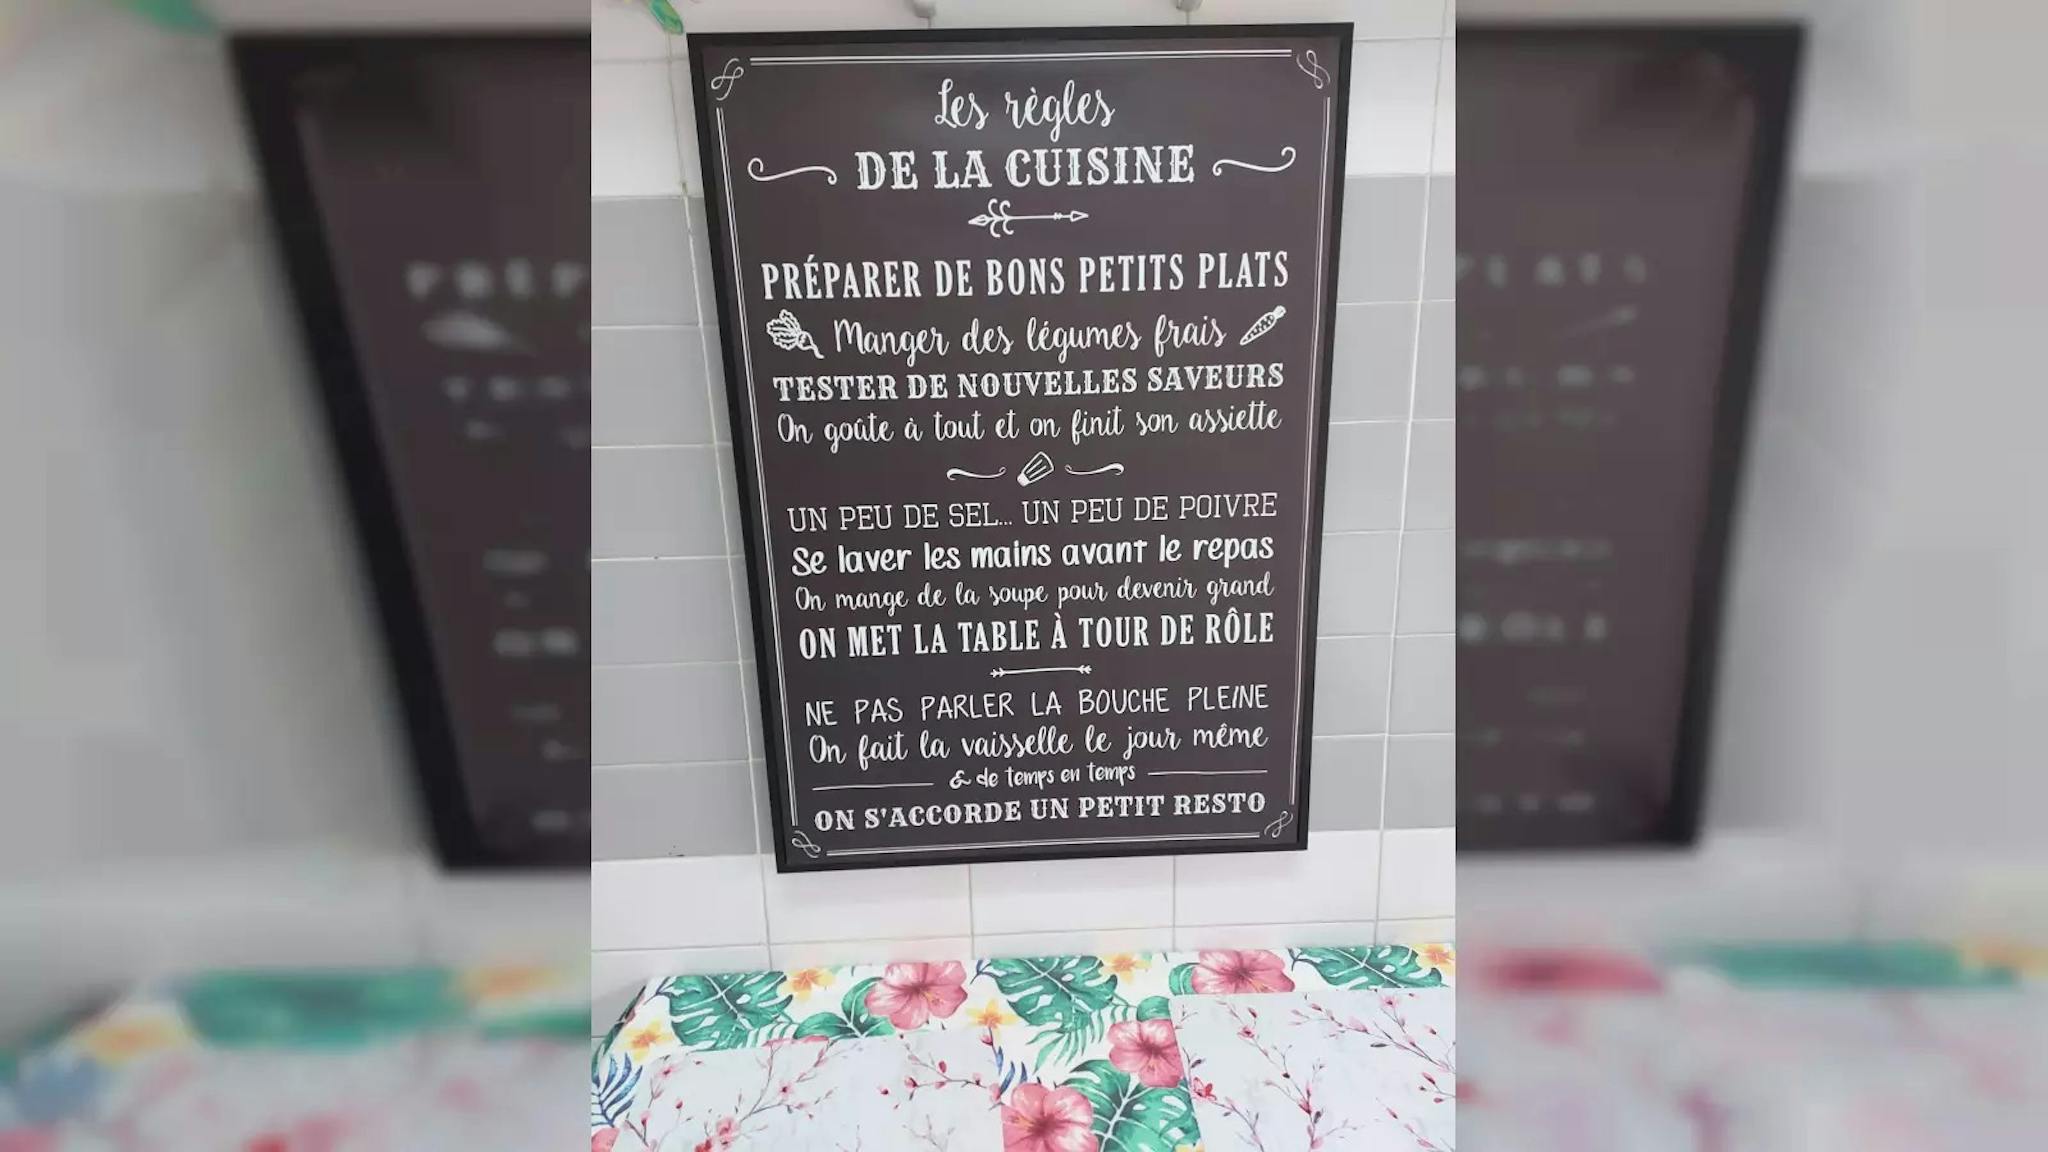 Les règles
DE LA CUISINE
PRÉPARER DE BONS PETITS PLATS
Manger des légumes frais
TESTER DE NOUVELLES SAVEURS
On goûte à tout et on finit son assiette
UN PEU DE SEL... UN PEU DE POIVRE
Se laver les mains avant le repas
On mange de la soupe pour devenir grand
ON MET LA TABLE À TOUR DE RÔLE
NE PAS PARLER LA BOUCHE PLEINE
On fait la vaisselle le jour même
& de temps en temps
ON S'ACCORDE UN PETIT RESTO